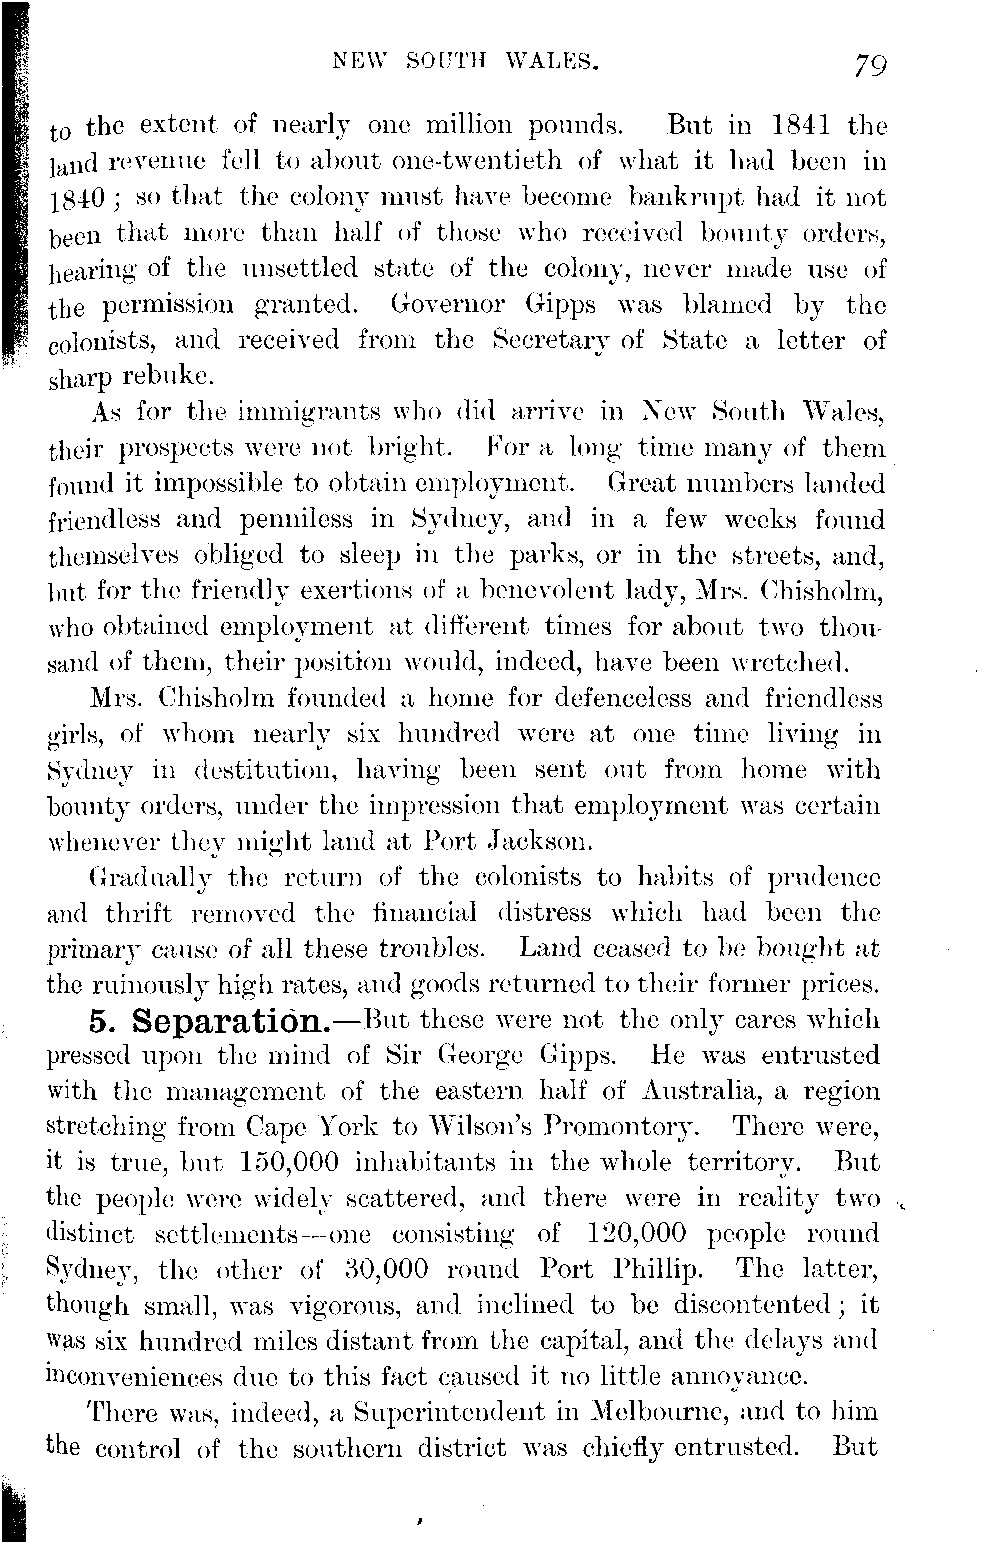 NEW SOUTH WALES. 79
to the extent of nearly one million pounds. But in 1841 the
land revenue fell to about one-twentieth of what it had been in
1840 ; so that the colony must have become bankrupt had it not
been that more than half of those who received bounty orders,
hearing of the unsettled state of the colony, never made use of
the permission granted. Governor Gipps was blamed by the
colonists, and received from the Secretary of State a letter of
sharp rebuke.
As for the immigrants who did arrive in New South Wales,
their prospects were not bright. For a long time many of them
found it impossible to obtain employment. Great numbers landed
friendless and penniless in Sydney, and in a few weeks found
themselves obliged to sleep in the parks, or in the streets, and,
but for the friendly exertions of a benevolent lady, Mrs. Chisholm,
who obtained employment at different times for about two thou-
sand of them, their position would, indeed, have been wretched.
Mrs. Chisholm founded a home for defenceless and friendless
girls, of whom nearly six hundred were at one time living in
Sydney in destitution, having been sent out from home with
bounty orders, under the impression that employment was certain
whenever they might land at Port Jackson.
Gradually the return of the colonists to habits of prudence
and thrift removed the financial distress which had been the
primary cause of all these troubles. Land ceased to be bought at
the ruinously high rates, and goods returned to their former prices.
5. Separation.—But these were not the only cares which
pressed upon the mind of Sir George Gipps. He was entrusted
with the management of the eastern half of Australia, a region
stretching from Cape York to Wilson's Promontory. There were,
it is true, but 150,000 inhabitants in the whole territory. But
the people were widely scattered, and there were in reality two
distinct settlements—one consisting of 120,000 people round
Sydney, the other of 30,000 round Port Phillip. The latter,
though small, was vigorous, and inclined to be discontented ; it
was six hundred miles distant from the capital, and the delays and
inconveniences due to this fact caused it no little annoyance.
There was, indeed, a Superintendent in Melbourne, and to him
the control of the southern district was chiefly entrusted. But